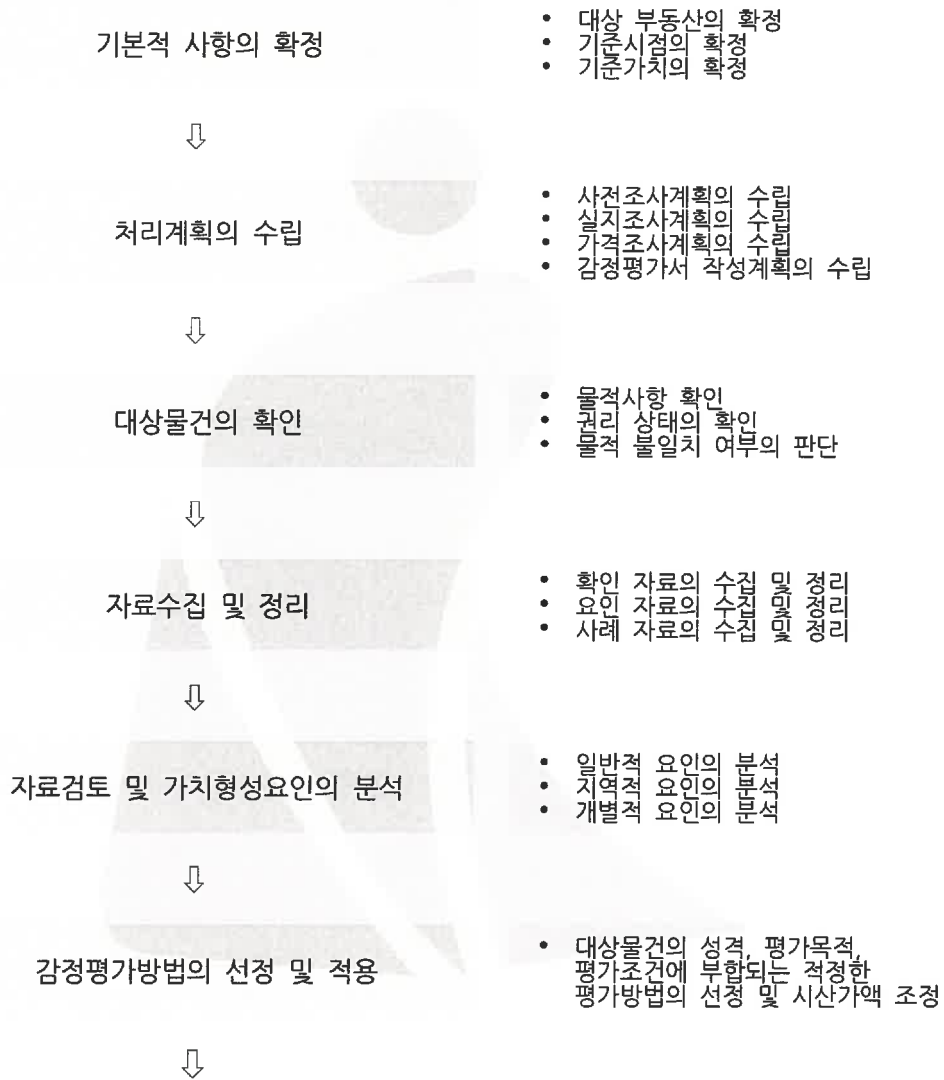 기본적 사항의 확정
• 대상 부동산의 확정
• 기준시점의 확정
• 기준가치의 확정
⇩
처리계획의 수립
• 사전조사계획의 수립
• 실지조사계획의 수립
• 가격조사계획의 수립
• 감정평가서 작성계획의 수립
⇩
대상물건의 확인
• 물적사항 확인
• 권리 상태의 확인
• 물적 불일치 여부의 판단
⇩
자료수집 및 정리
• 확인 자료의 수집 및 정리
• 요인 자료의 수집 및 정리
• 사례 자료의 수집 및 정리
⇩
자료검토 및 가치형성요인의 분석
• 일반적 요인의 분석
• 지역적 요인의 분석
• 개별적 요인의 분석
⇩
감정평가방법의 선정 및 적용
• 대상물건의 성격, 평가목적,
평가조건에 부합되는 적정한
평가방법의 선정 및 시산가액 조정
⇩